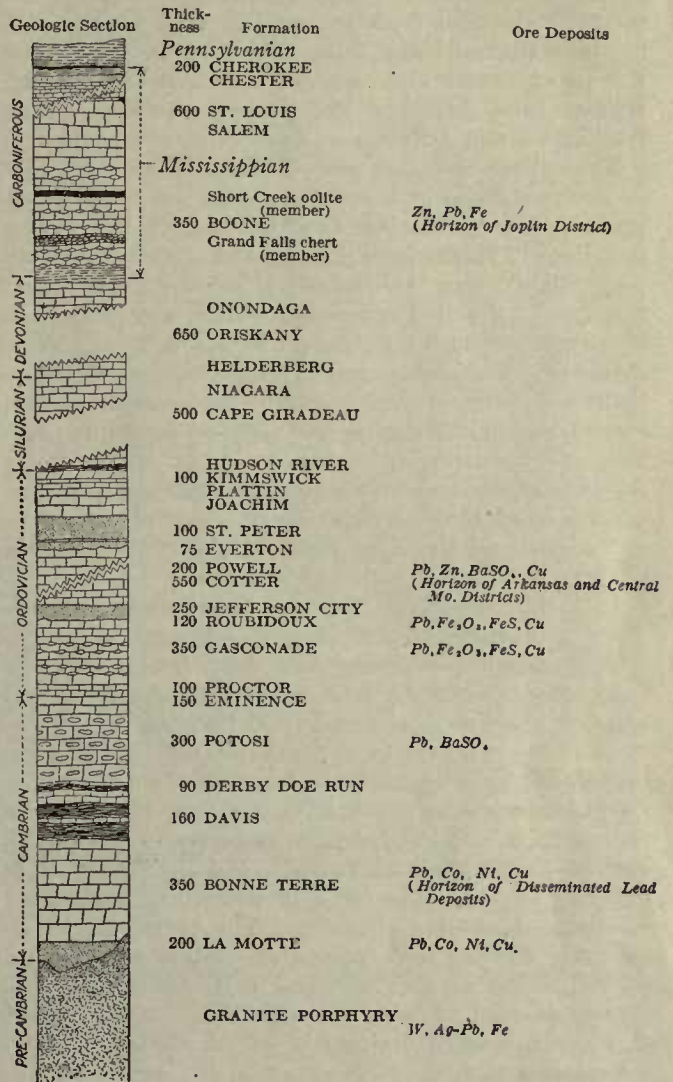 Geologic Section
Thick-
ness
Formation
Ore Deposits
Pennsylvanian
200 CHEROKEE
CHESTER
600 ST. LOUIS
SALEM
Mississippian
Short Creek oolite
(member)
350 BOONE
Grand Falls chert
(member)
Zn, Pb, Fe
(Horizon of Joplin District)
ONONDAGA
650 ORISKANY
HELDERBERG
NIAGARA
500 CAPE GIRADEAU
HUDSON RIVER
100 KIMMSWICK
PLATTIN
JOACHIM
100 ST. PETER
75 EVERTON
200 POWELL
550 COTTER
Pb, Zn, BaSO₄, Cu
(Horizon of Arkansas and Central
Mo. Districts)
250 JEFFERSON CITY
120 ROUBIDOUX
Pb, Fe₂O₃, FeS, Cu
350 GASCONADE
Pb, Fe₂O₃, FeS, Cu
100 PROCTOR
150 EMINENCE
300 POTOSI
Pb, BaSO₄
90 DERBY DOE RUN
160 DAVIS
350 BONNE TERRE
Pb, Co, Ni, Cu
(Horizon of Disseminated Lead
Deposits)
200 LA MOTTE
Pb, Co, Ni, Cu.
GRANITE PORPHYRY
W, Ag-Pb, Fe
CARBONIFEROUS
DEVONIAN
SILURIAN
ORDOVICIAN
CAMBRIAN
PRE-CAMBRIAN